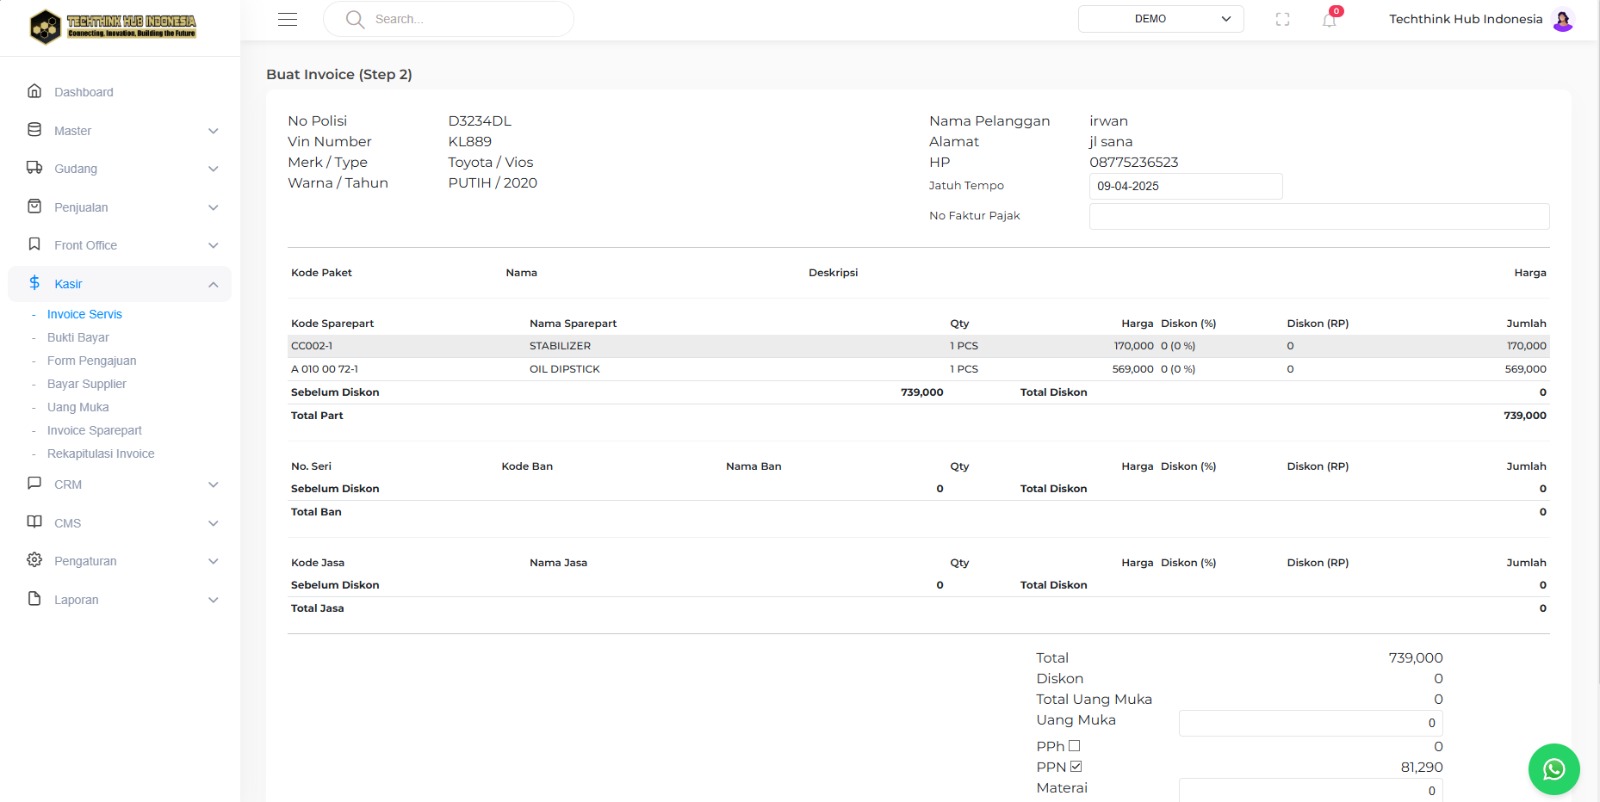 TECHTHINK HUB INDONESIA
Connecting, Inovation, Building the Future
Search...
DEMO
0
Techthink Hub Indonesia
Dashboard
Master
Gudang
Penjualan
Front Office
Kasir
- Invoice Servis
- Bukti Bayar
- Form Pengajuan
- Bayar Supplier
- Uang Muka
- Invoice Sparepart
- Rekapitulasi Invoice
CRM
CMS
Pengaturan
Laporan
Buat Invoice (Step 2)
No Polisi D3234DL
Vin Number KL889
Merk / Type Toyota / Vios
Warna / Tahun PUTIH / 2020
Nama Pelanggan irwan
Alamat jl sana
HP 08775236523
Jatuh Tempo 09-04-2025
No Faktur Pajak
Kode Paket Nama Deskripsi Harga
Kode Sparepart Nama Sparepart Qty Harga Diskon (%) Diskon (RP) Jumlah
CC002-1 STABILIZER 1 PCS 170,000 0 (0 %) 0 170,000
A 010 00 72-1 OIL DIPSTICK 1 PCS 569,000 0 (0 %) 0 569,000
Sebelum Diskon 739,000 Total Diskon 0
Total Part 739,000
No. Seri Kode Ban Nama Ban Qty Harga Diskon (%) Diskon (RP) Jumlah
Sebelum Diskon 0 Total Diskon 0
Total Ban 0
Kode Jasa Nama Jasa Qty Harga Diskon (%) Diskon (RP) Jumlah
Sebelum Diskon 0 Total Diskon 0
Total Jasa 0
Total 739,000
Diskon 0
Total Uang Muka 0
Uang Muka 0
PPh 0
PPN 81,290
Materai 0